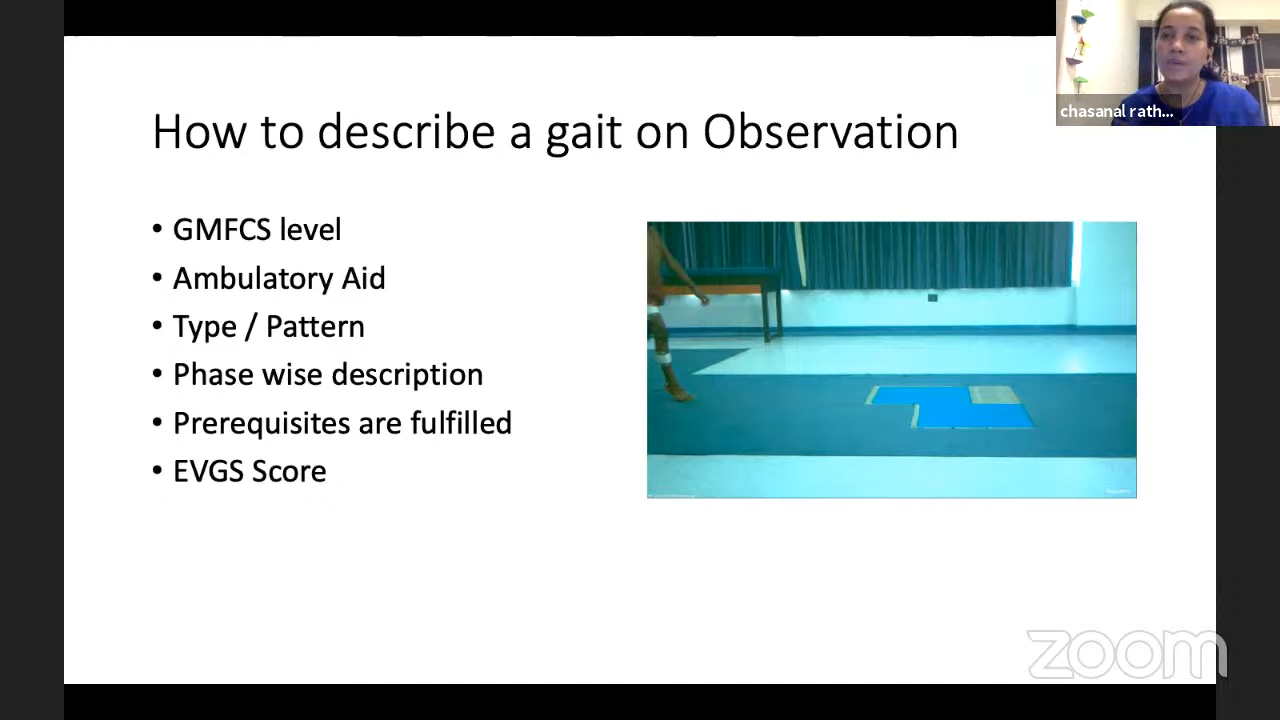 How to describe a gait on Observation
• GMFCS level
• Ambulatory Aid
• Type / Pattern
• Phase wise description
• Prerequisites are fulfilled
• EVGS Score
chasanal rath...
zoom